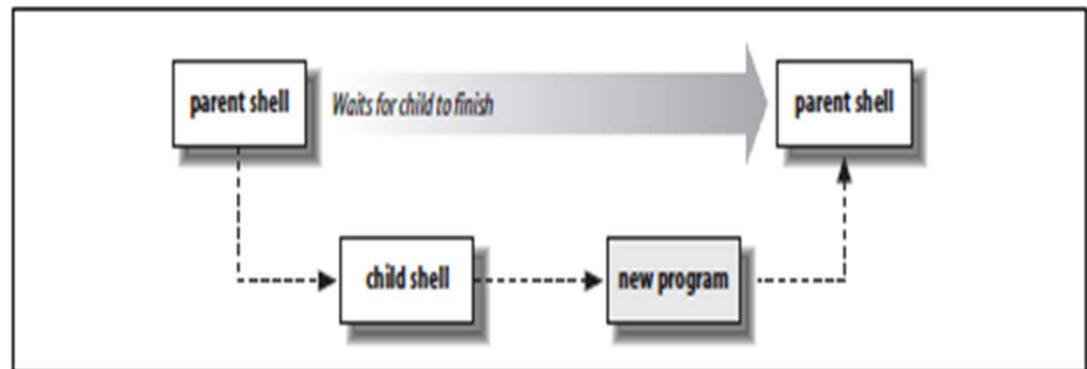 parent shell
Waits for child to finish
parent shell
child shell
new program